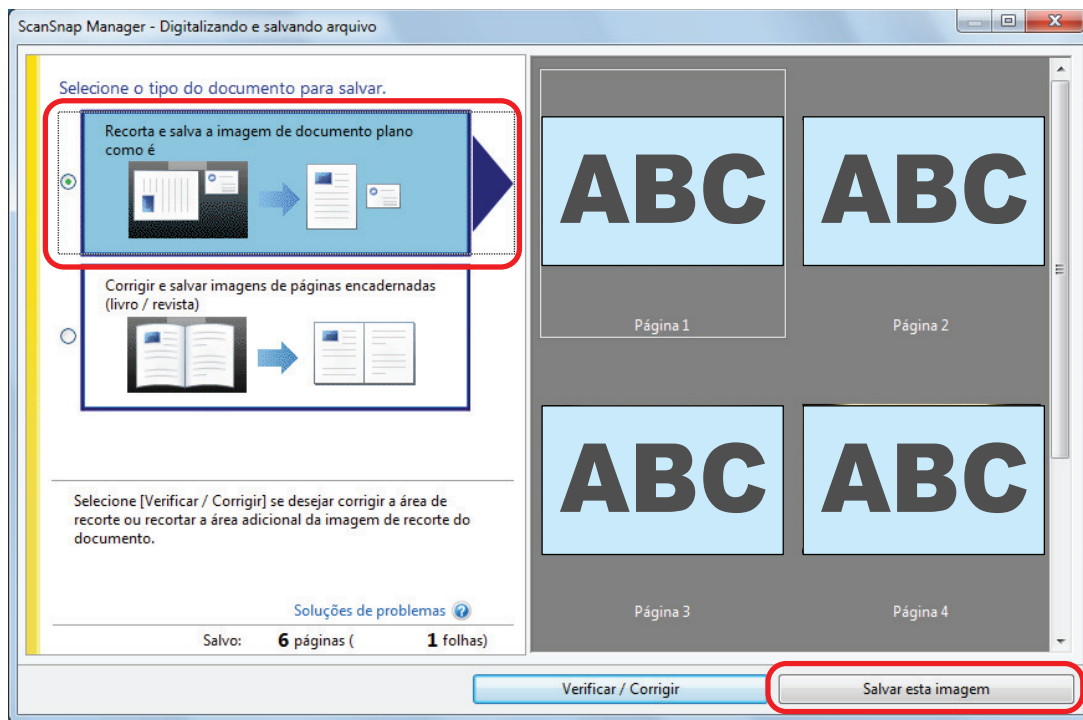 ScanSnap Manager - Digitalizando e salvando arquivo
Selecione o tipo do documento para salvar.
Recorta e salva a imagem de documento plano
como é
Corrigir e salvar imagens de páginas encadernadas
(livro / revista)
Selecione [Verificar / Corrigir] se desejar corrigir a área de
recorte ou recortar a área adicional da imagem de recorte do
documento.
Soluções de problemas
Salvo: 6 páginas ( 1 folhas)
ABC
Página 1
ABC
Página 2
ABC
Página 3
ABC
Página 4
Verificar / Corrigir
Salvar esta imagem